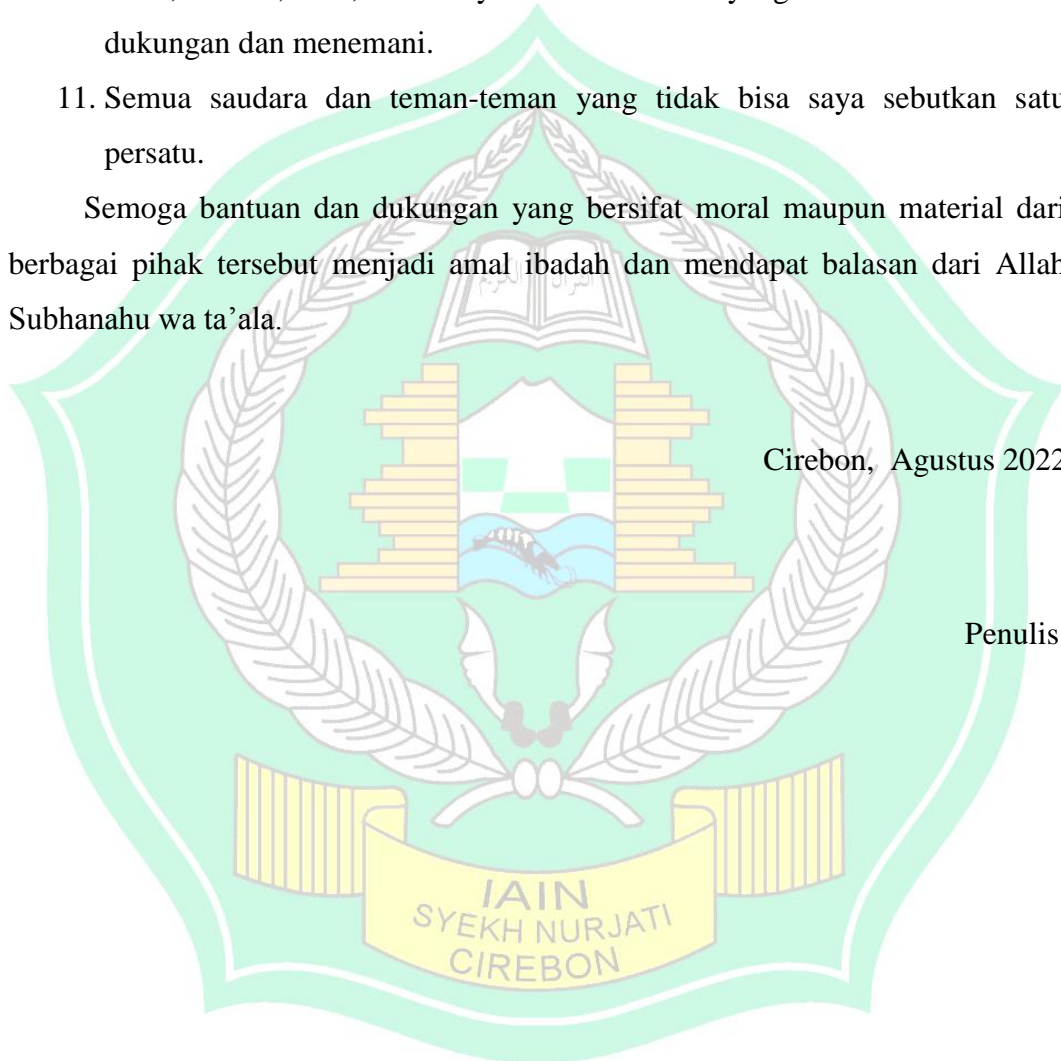 dukungan dan menemani.
11. Semua saudara dan teman-teman yang tidak bisa saya sebutkan satu
persatu.
Semoga bantuan dan dukungan yang bersifat moral maupun material dari
berbagai pihak tersebut menjadi amal ibadah dan mendapat balasan dari Allah
Subhanahu wa ta’ala.
القرآن الكريم
Cirebon, Agustus 2022
Penulis
IAIN
SYEKH NURJATI
CIREBON